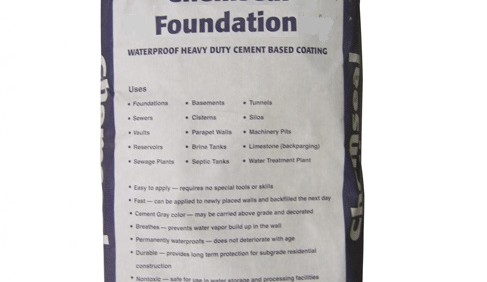 Foundation
WATERPROOF HEAVY DUTY CEMENT BASED COATING
Uses
• Foundations • Basements • Tunnels
• Sewers • Cisterns • Silos
• Vaults • Parapet Walls • Machinery Pits
• Reservoirs • Brine Tanks • Limestone (backparging)
• Sewage Plants • Septic Tanks • Water Treatment Plant
• Easy to apply — requires no special tools or skills
• Fast — can be applied to newly placed walls and backfilled the next day
• Cement Gray color — may be carried above grade and decorated
• Breathes — prevents water vapor build up in the wall
• Permanently waterproofs — does not deteriorate with age
• Durable — provides long term protection for subgrade residential
construction
• Nontoxic — safe for use in water storage and processing facilities
Chemseal